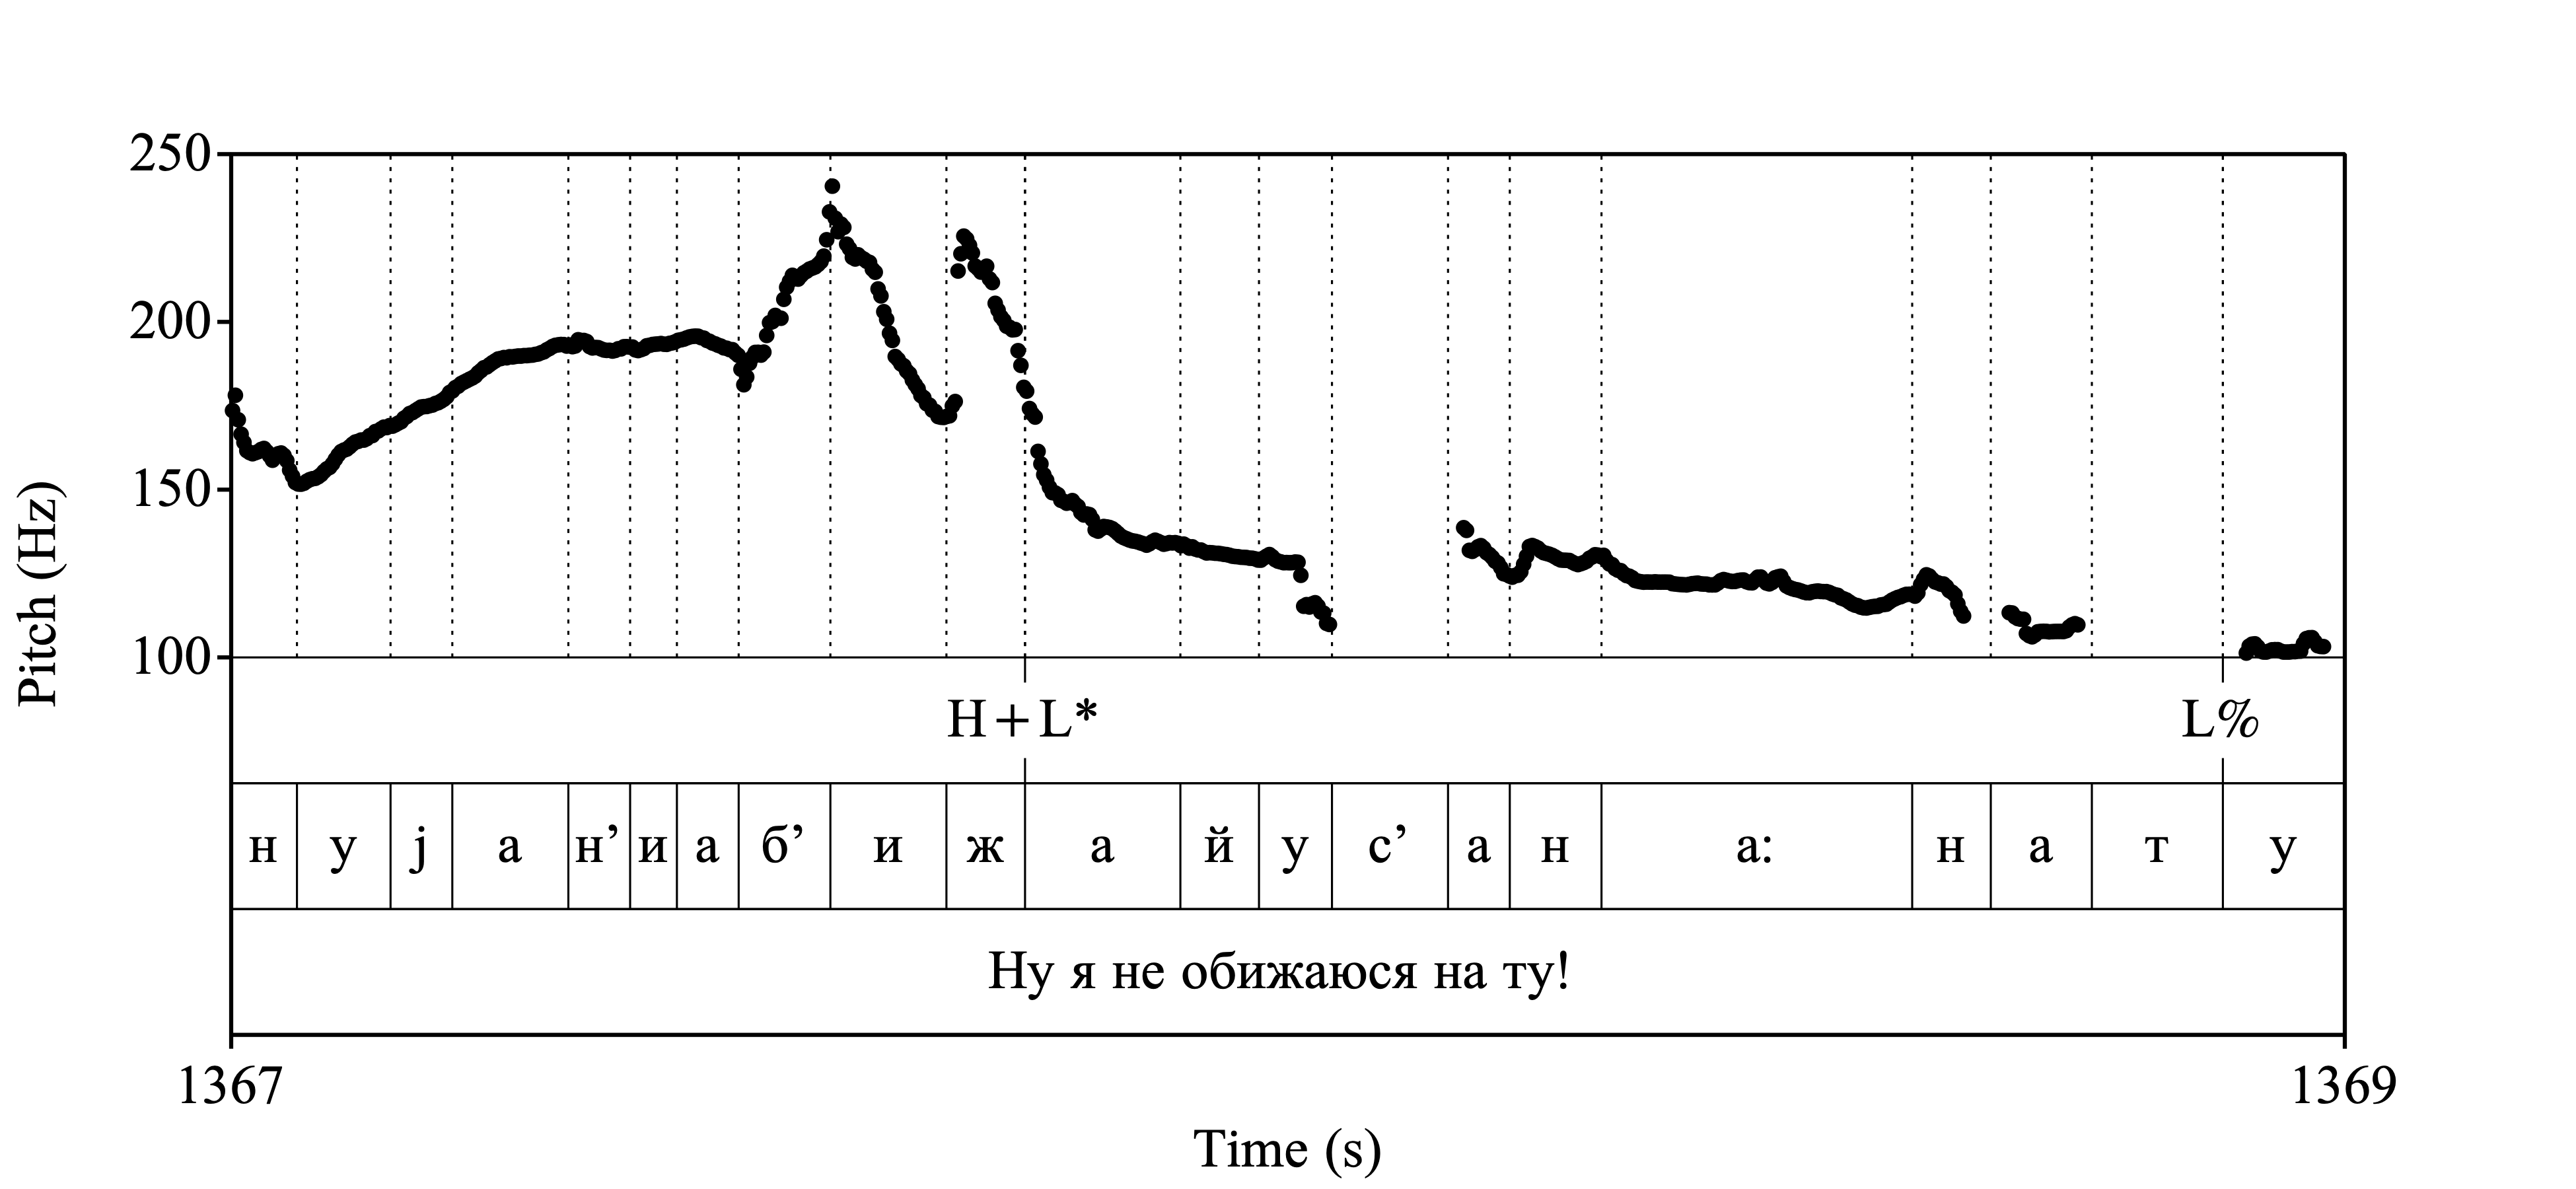 250
200
150
100
Pitch (Hz)
H+L* L%
н у j а н’ и а б’ и ж а й у с’ а н а: н а т у
Ну я не обижаюся на ту!
1367 1369
Time (s)